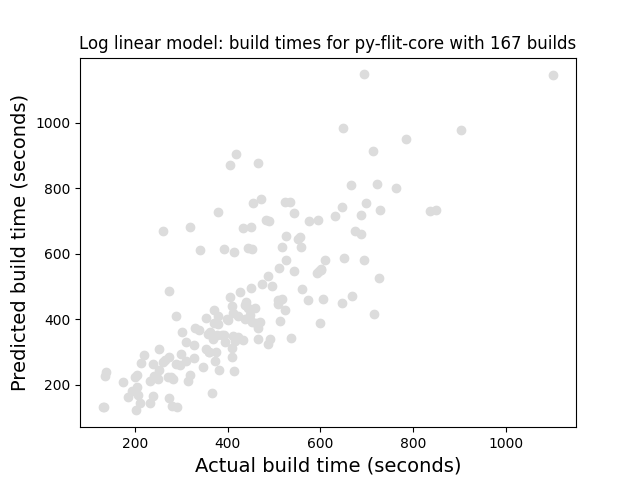 Log linear model: build times for py-flit-core with 167 builds
Predicted build time (seconds)
1000
800
600
400
200
200 400 600 800 1000
Actual build time (seconds)